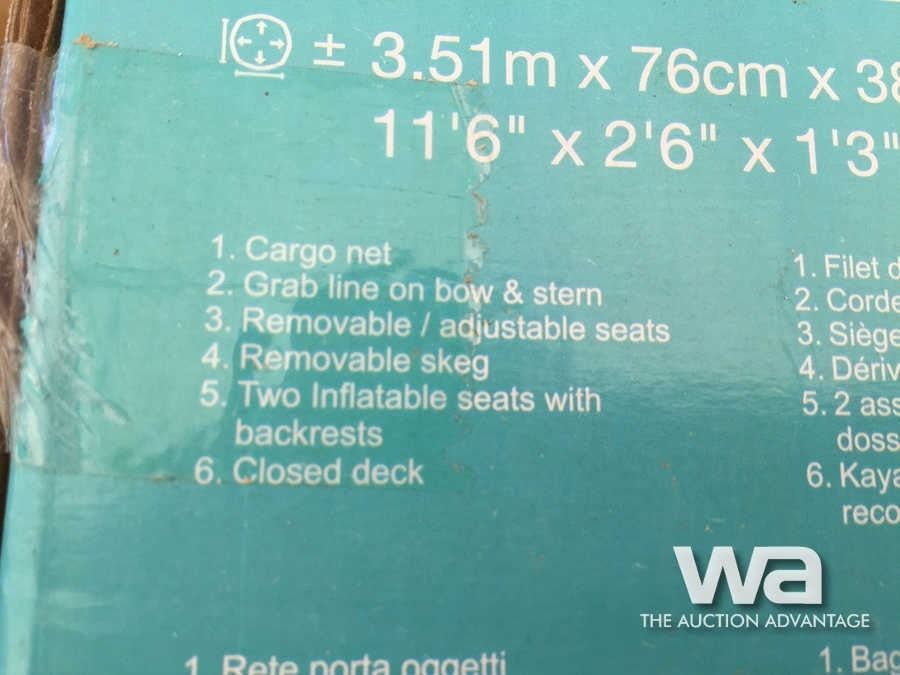 ± 3.51m x 76cm x 38
11'6" x 2'6" x 1'3"
1. Cargo net
2. Grab line on bow & stern
3. Removable / adjustable seats
4. Removable skeg
5. Two Inflatable seats with
backrests
6. Closed deck
1. Filet d
2. Corde
3. Siège
4. Dériv
5. 2 ass
doss
6. Kaya
reco
wa
THE AUCTION ADVANTAGE
1. Rete porta oggetti
1. Bag